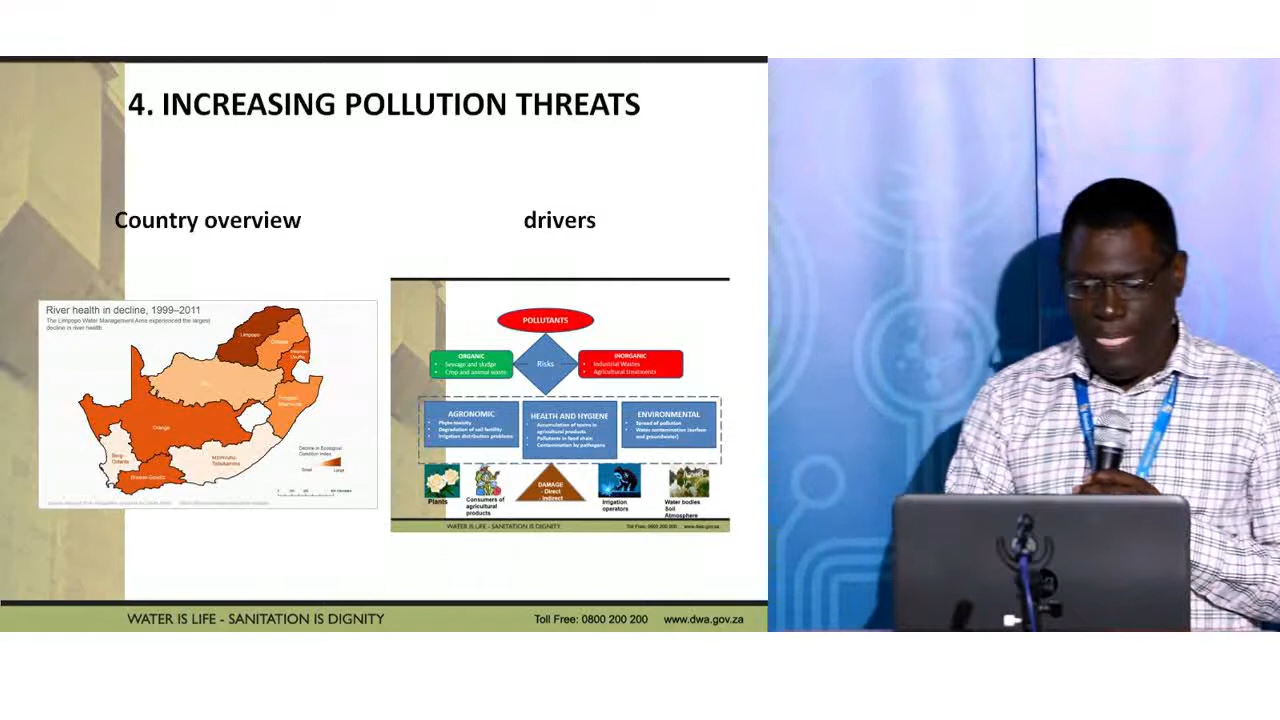 4. INCREASING POLLUTION THREATS
Country overview
drivers
River health in decline, 1999–2011
The Limpopo Water Management Area experienced the largest
decline in river health
Limpopo
Orange
Decline in Ecological
Condition Index
Small
Large
POLLUTANTS
ORGANIC
• Sewage and sludge
• Crop and animal waste
Risks
INORGANIC
• Industrial Wastes
• Agricultural treatments
AGRONOMIC
• Phyto toxicity
• Degradation of soil fertility
• Irrigation distribution problems
HEALTH AND HYGIENE
• Accumulation of toxins in
agricultural products
• Pollutants in food chain
• Contamination by pathogens
ENVIRONMENTAL
• Spread of pollution
• Water contamination (surface
and groundwater)
Plants
Consumers of
agricultural
products
DAMAGE
- Direct
- Indirect
Irrigation
operators
Water bodies
Soil
Atmosphere
WATER IS LIFE - SANITATION IS DIGNITY
Toll Free: 0800 200 200 www.dwa.gov.za
WATER IS LIFE - SANITATION IS DIGNITY
Toll Free: 0800 200 200 www.dwa.gov.za